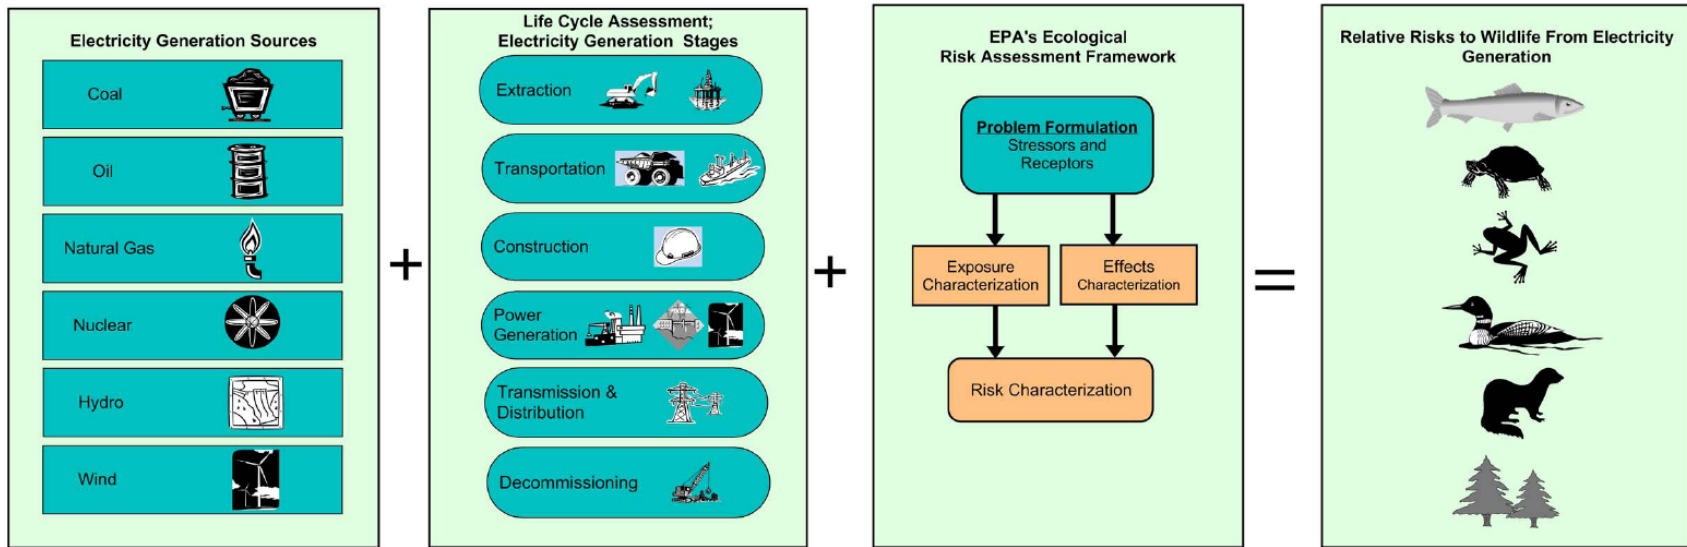 Electricity Generation Sources
Coal
Oil
Natural Gas
Nuclear
Hydro
Wind
+
Life Cycle Assessment;
Electricity Generation Stages
Extraction
Transportation
Construction
Power
Generation
Transmission &
Distribution
Decommissioning
+
EPA's Ecological
Risk Assessment Framework
Problem Formulation
Stressors and
Receptors
Exposure
Characterization
Effects
Characterization
Risk Characterization
=
Relative Risks to Wildlife From Electricity
Generation